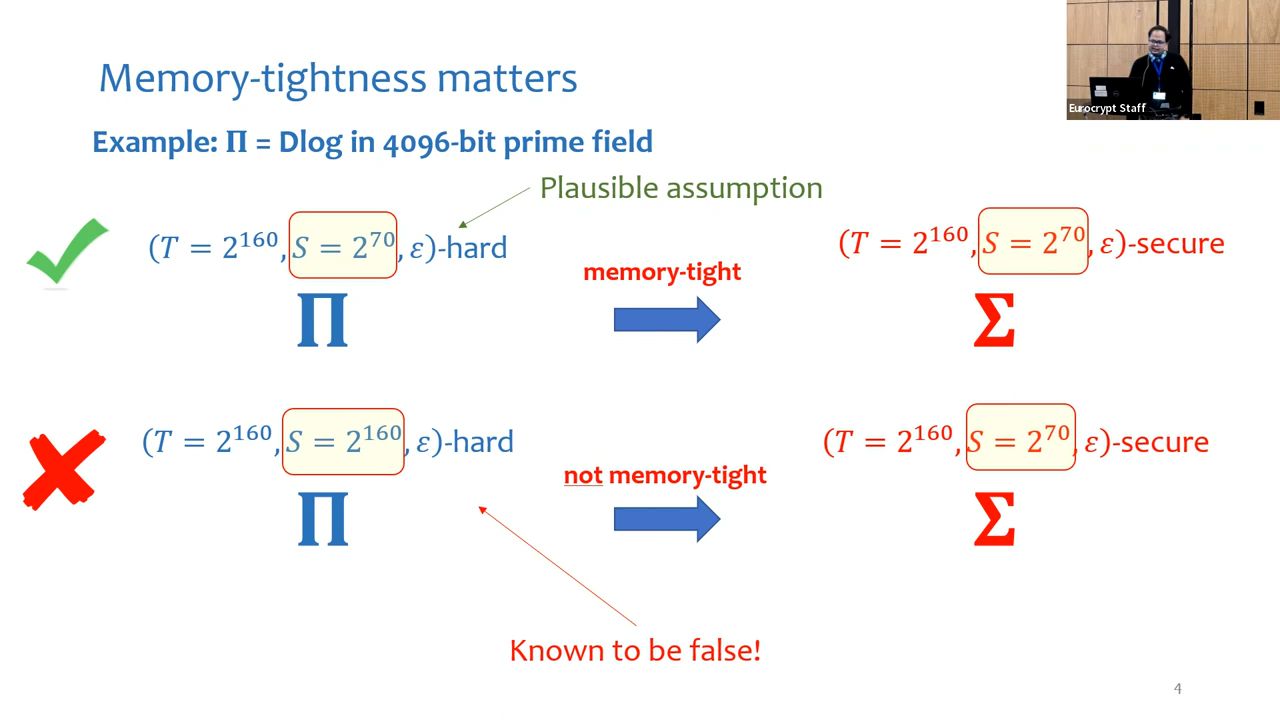 Eurocrypt Staff
Memory-tightness matters
Example: Π = Dlog in 4096-bit prime field
Plausible assumption
(T = 2^160, S = 2^70, ε)-hard
memory-tight
(T = 2^160, S = 2^70, ε)-secure
Π
Σ
(T = 2^160, S = 2^160, ε)-hard
not memory-tight
(T = 2^160, S = 2^70, ε)-secure
Π
Σ
Known to be false!
4